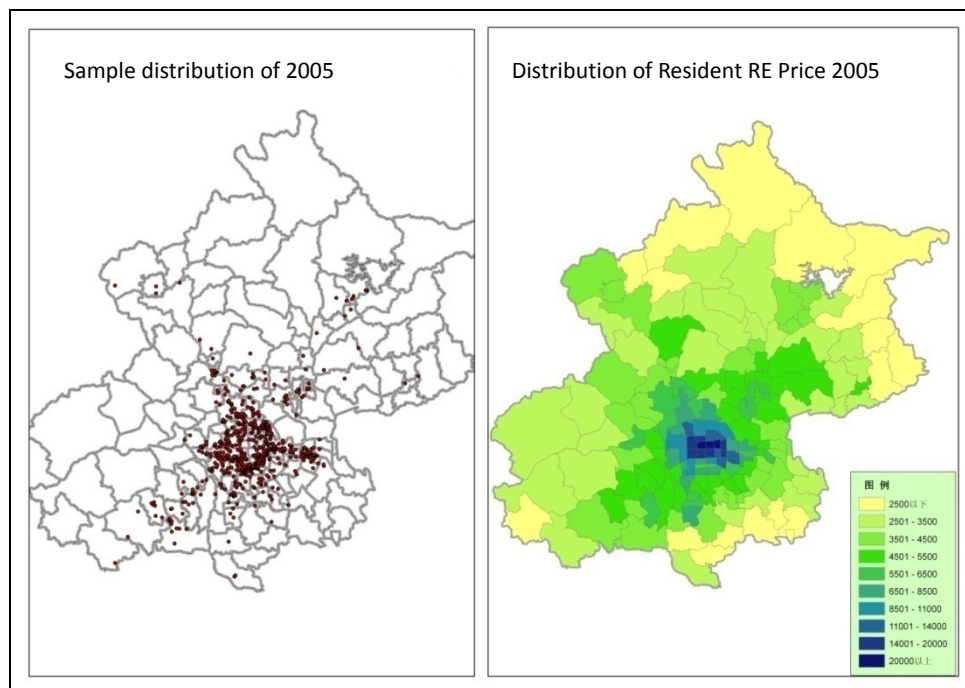 Sample distribution of 2005
Distribution of Resident RE Price 2005
图 例
2500以下
2501 - 3500
3501 - 4500
4501 - 5500
5501 - 6500
6501 - 8500
8501 - 11000
11001 - 14000
14001 - 20000
20000以上